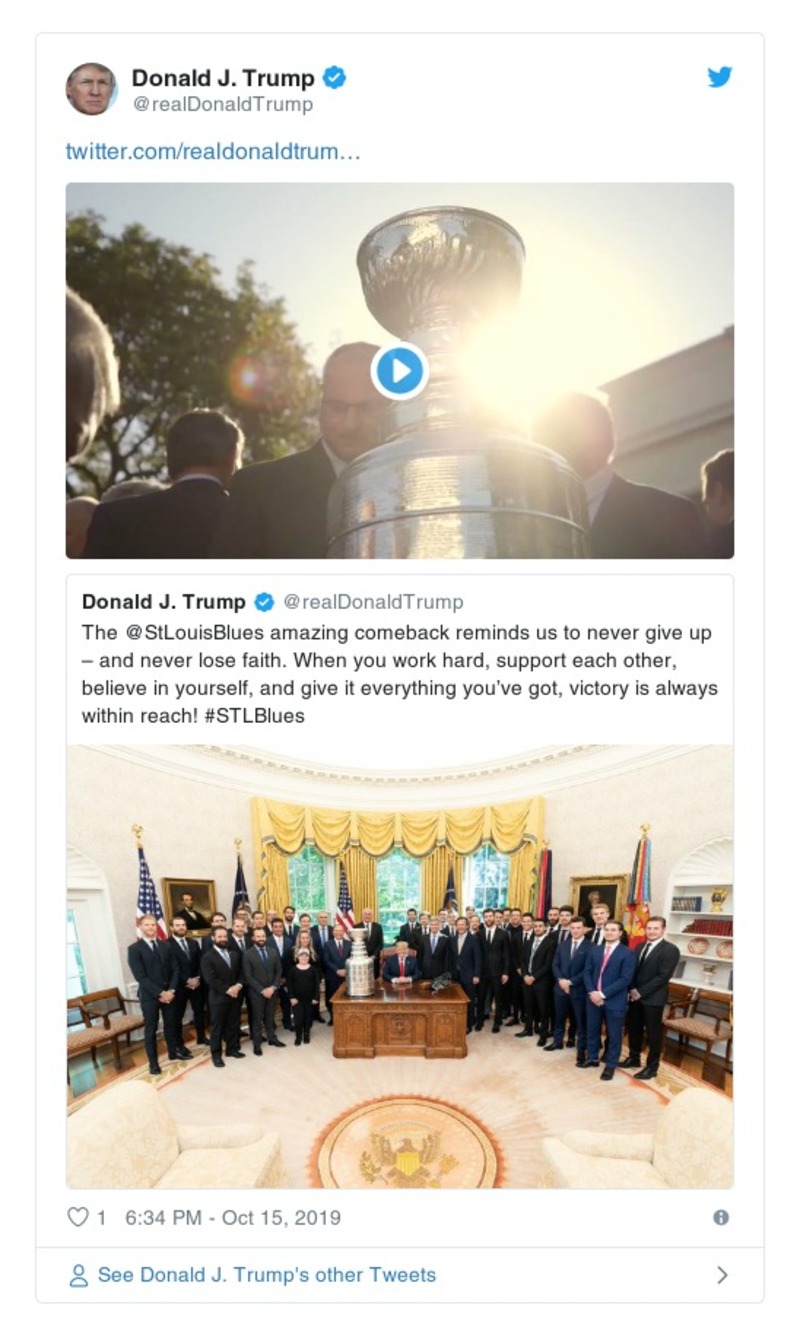 Donald J. Trump
@realDonaldTrump
twitter.com/realdonaldtrum…
Donald J. Trump @realDonaldTrump
The @StLouisBlues amazing comeback reminds us to never give up
– and never lose faith. When you work hard, support each other,
believe in yourself, and give it everything you’ve got, victory is always
within reach! #STLBlues
1 6:34 PM - Oct 15, 2019
See Donald J. Trump's other Tweets